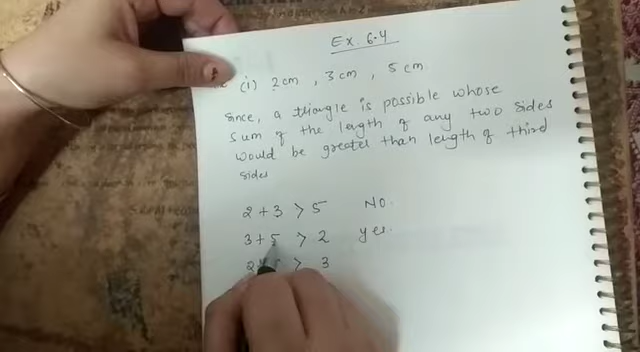 Ex. 6.4
(i) 2cm , 3cm , 5cm
Since, a triangle is possible whose
sum of the length of any two sides
would be greater than length of third
sides
2 + 3 > 5 No.
3 + 5 > 2 yes.
2 > 3